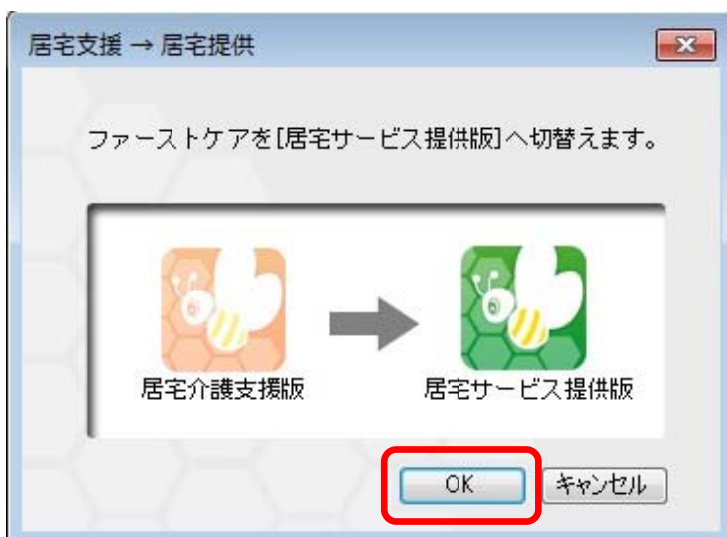 居宅支援 → 居宅提供
ファーストケアを[居宅サービス提供版]へ切替えます。
居宅介護支援版
居宅サービス提供版
OK
キャンセル